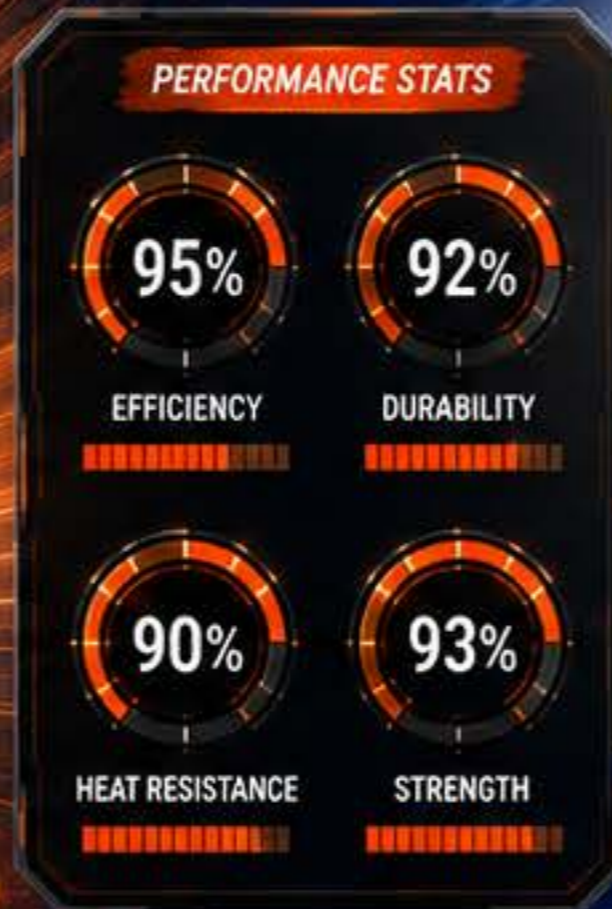 PERFORMANCE STATS
95%
92%
EFFICIENCY
DURABILITY
90%
93%
HEAT RESISTANCE
STRENGTH